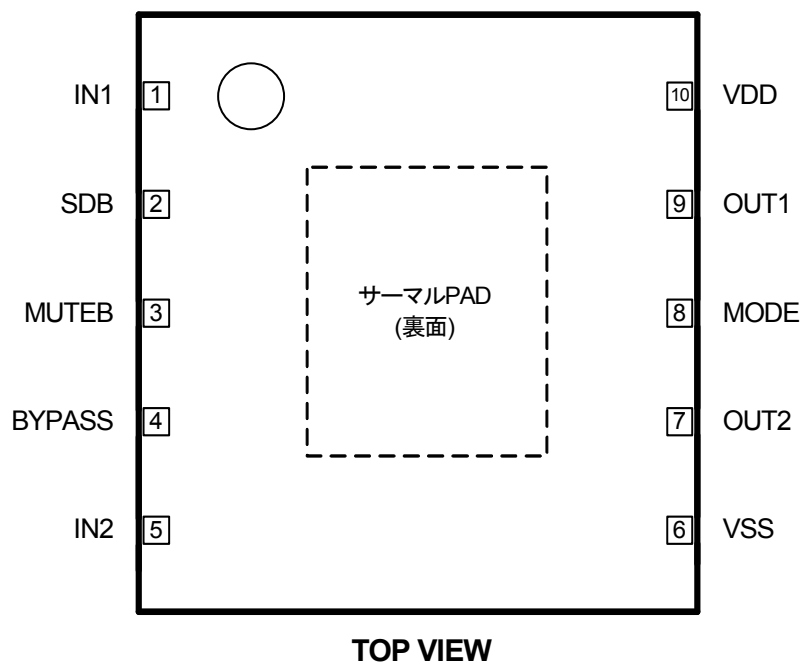 IN1 1 10 VDD
SDB 2 9 OUT1
サーマルPAD
(裏面)
MUTEB 3 8 MODE
BYPASS 4 7 OUT2
IN2 5 6 VSS
TOP VIEW